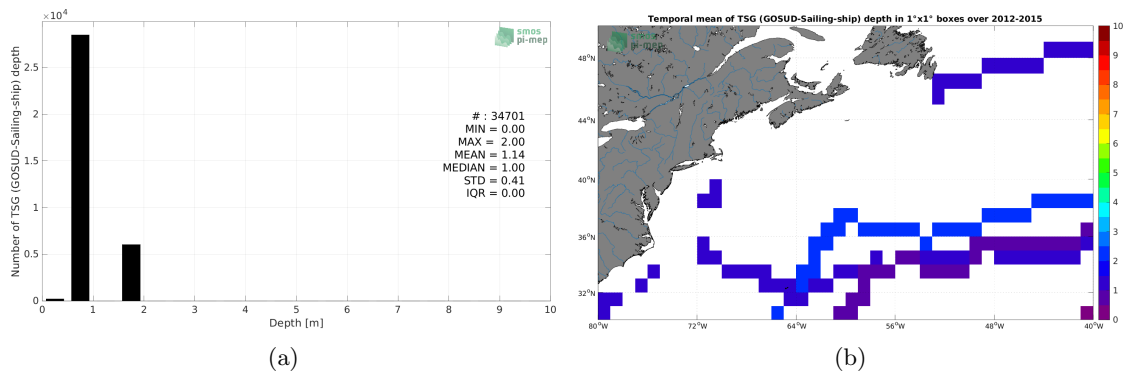 ×10⁴
2.5
2
1.5
1
0.5
0
0 1 2 3 4 5 6 7 8 9 10
Number of TSG (GOSUD-Sailing-ship) depth
Depth [m]
smos
pi-mep
# : 34701
MIN = 0.00
MAX = 2.00
MEAN = 1.14
MEDIAN = 1.00
STD = 0.41
IQR = 0.00
(a)
Temporal mean of TSG (GOSUD-Sailing-ship) depth in 1°x1° boxes over 2012-2015
smos
pi-mep
48°N
44°N
40°N
36°N
32°N
80°W 72°W 64°W 56°W 48°W 40°W
10
9
8
7
6
5
4
3
2
1
0
(b)